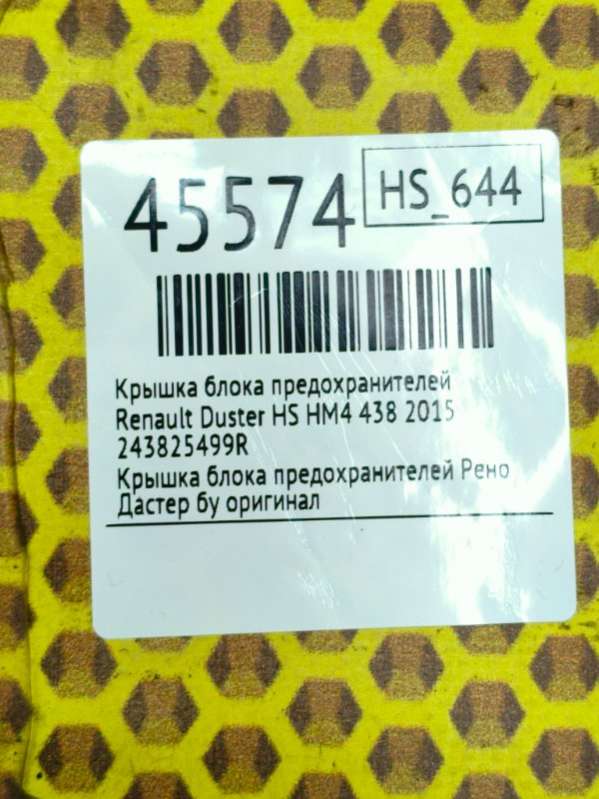 45574
HS_644
Крышка блока предохранителей
Renault Duster HS HM4 438 2015
243825499R
Крышка блока предохранителей Рено
Дастер бу оригинал